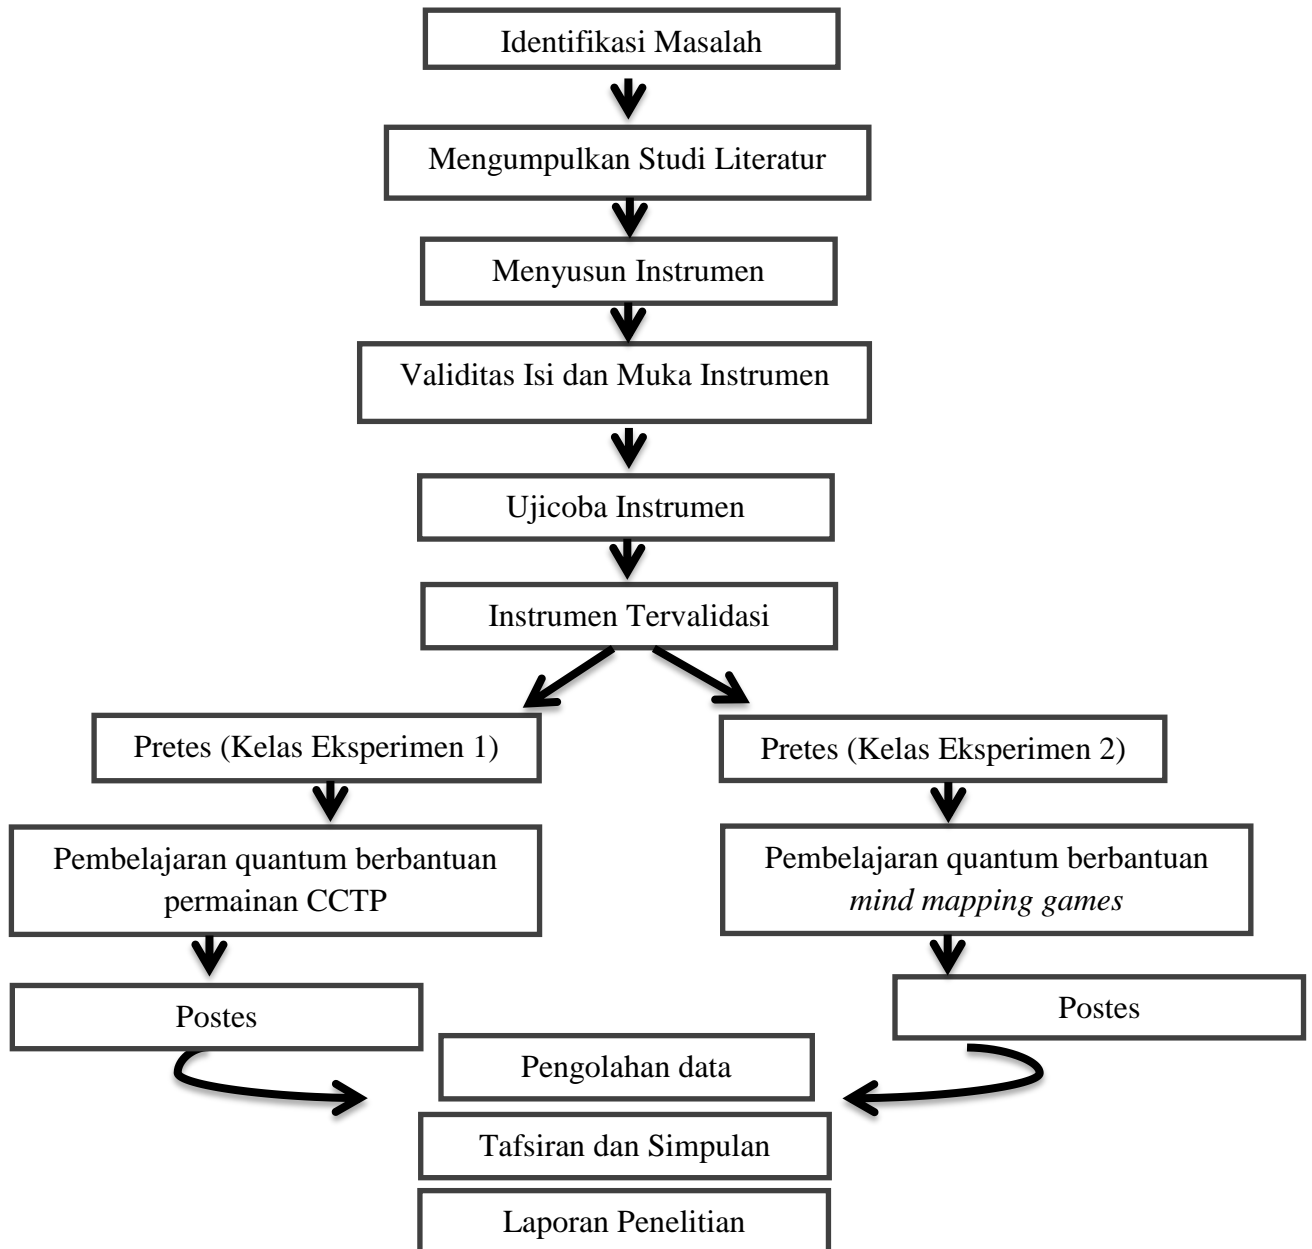 Identifikasi Masalah
Mengumpulkan Studi Literatur
Menyusun Instrumen
Validitas Isi dan Muka Instrumen
Ujicoba Instrumen
Instrumen Tervalidasi
Pretes (Kelas Eksperimen 1)
Pretes (Kelas Eksperimen 2)
Pembelajaran quantum berbantuan
permainan CCTP
Pembelajaran quantum berbantuan
mind mapping games
Postes
Postes
Pengolahan data
Tafsiran dan Simpulan
Laporan Penelitian